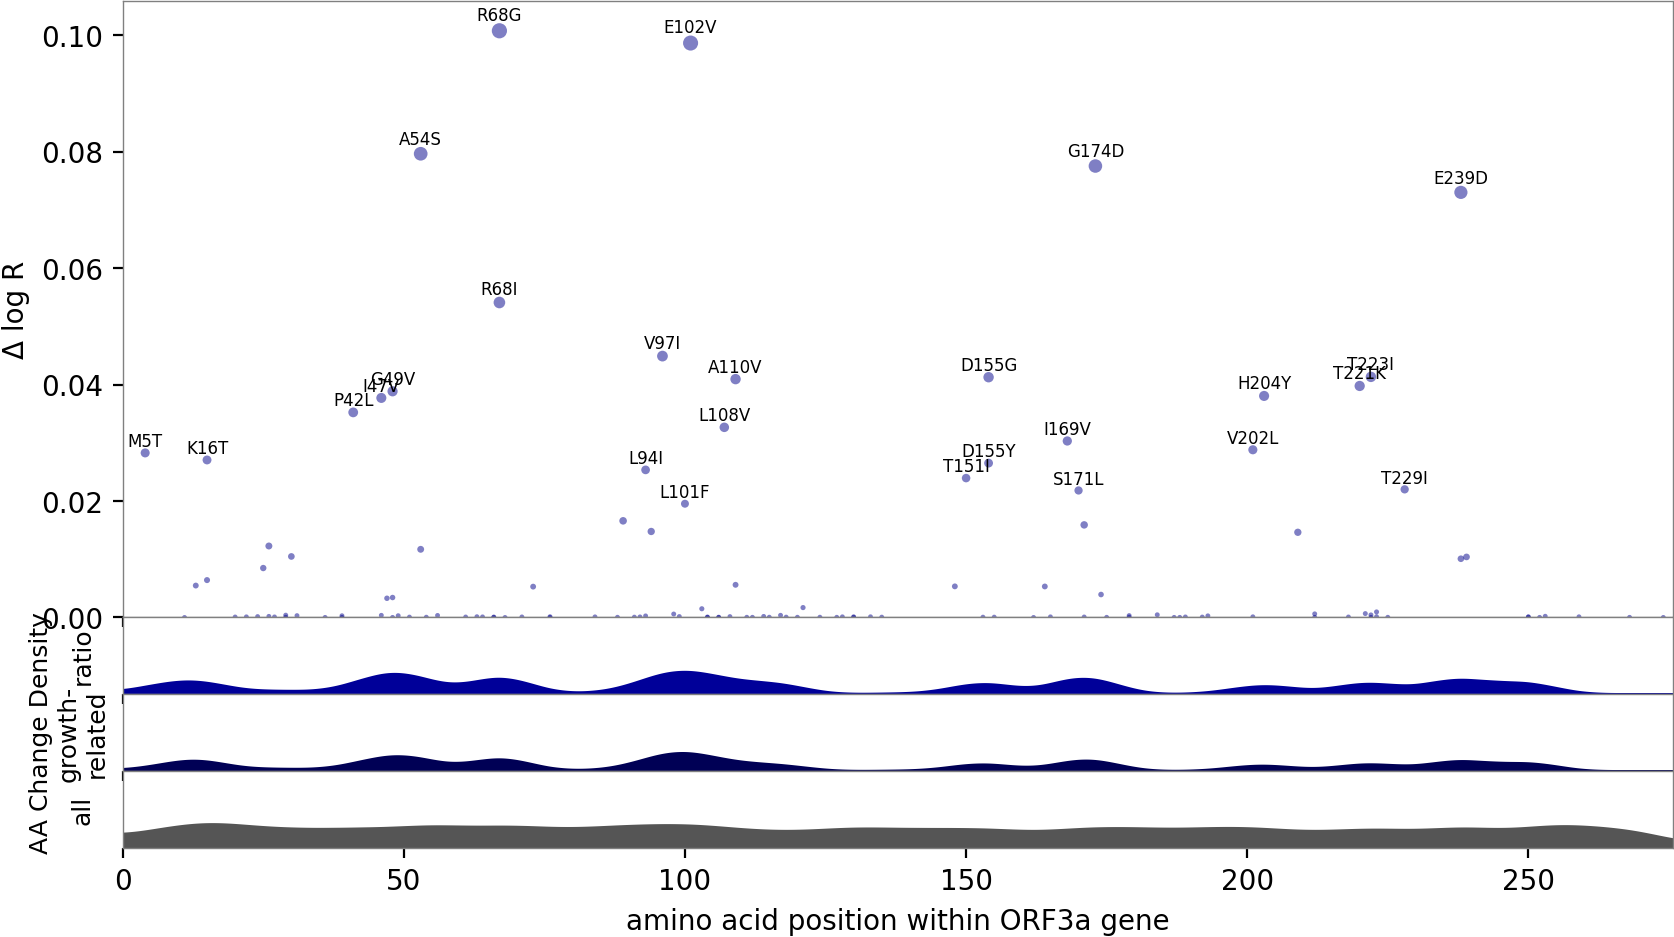 R68G
E102V
0.10
A54S
G174D
0.08
E239D
0.06
R68I
Δ log R
V97I
A110V
D155G
T223I
T221K
H204Y
G49V
I47V
P42L
0.04
L108V
I169V
V202L
M5T
K16T
L94I
D155Y
T151I
S171L
T229I
L101F
0.02
0.00
AA Change Density
ratio
growth-
related
all
0
50
100
150
200
250
amino acid position within ORF3a gene